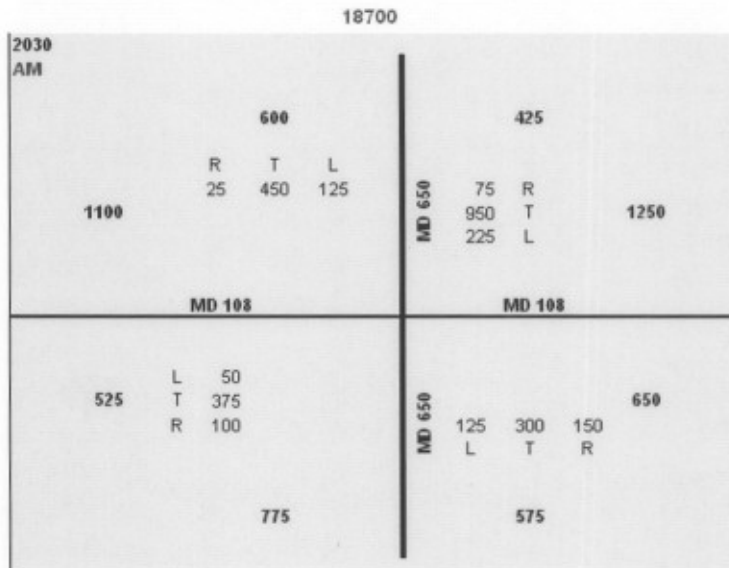 18700
2030
AM
600
425
R T L
25 450 125
1100
MD 650
75 R
950 T
225 L
1250
MD 108
MD 108
525
L 50
T 375
R 100
MD 650
650
125 300 150
L T R
775
575